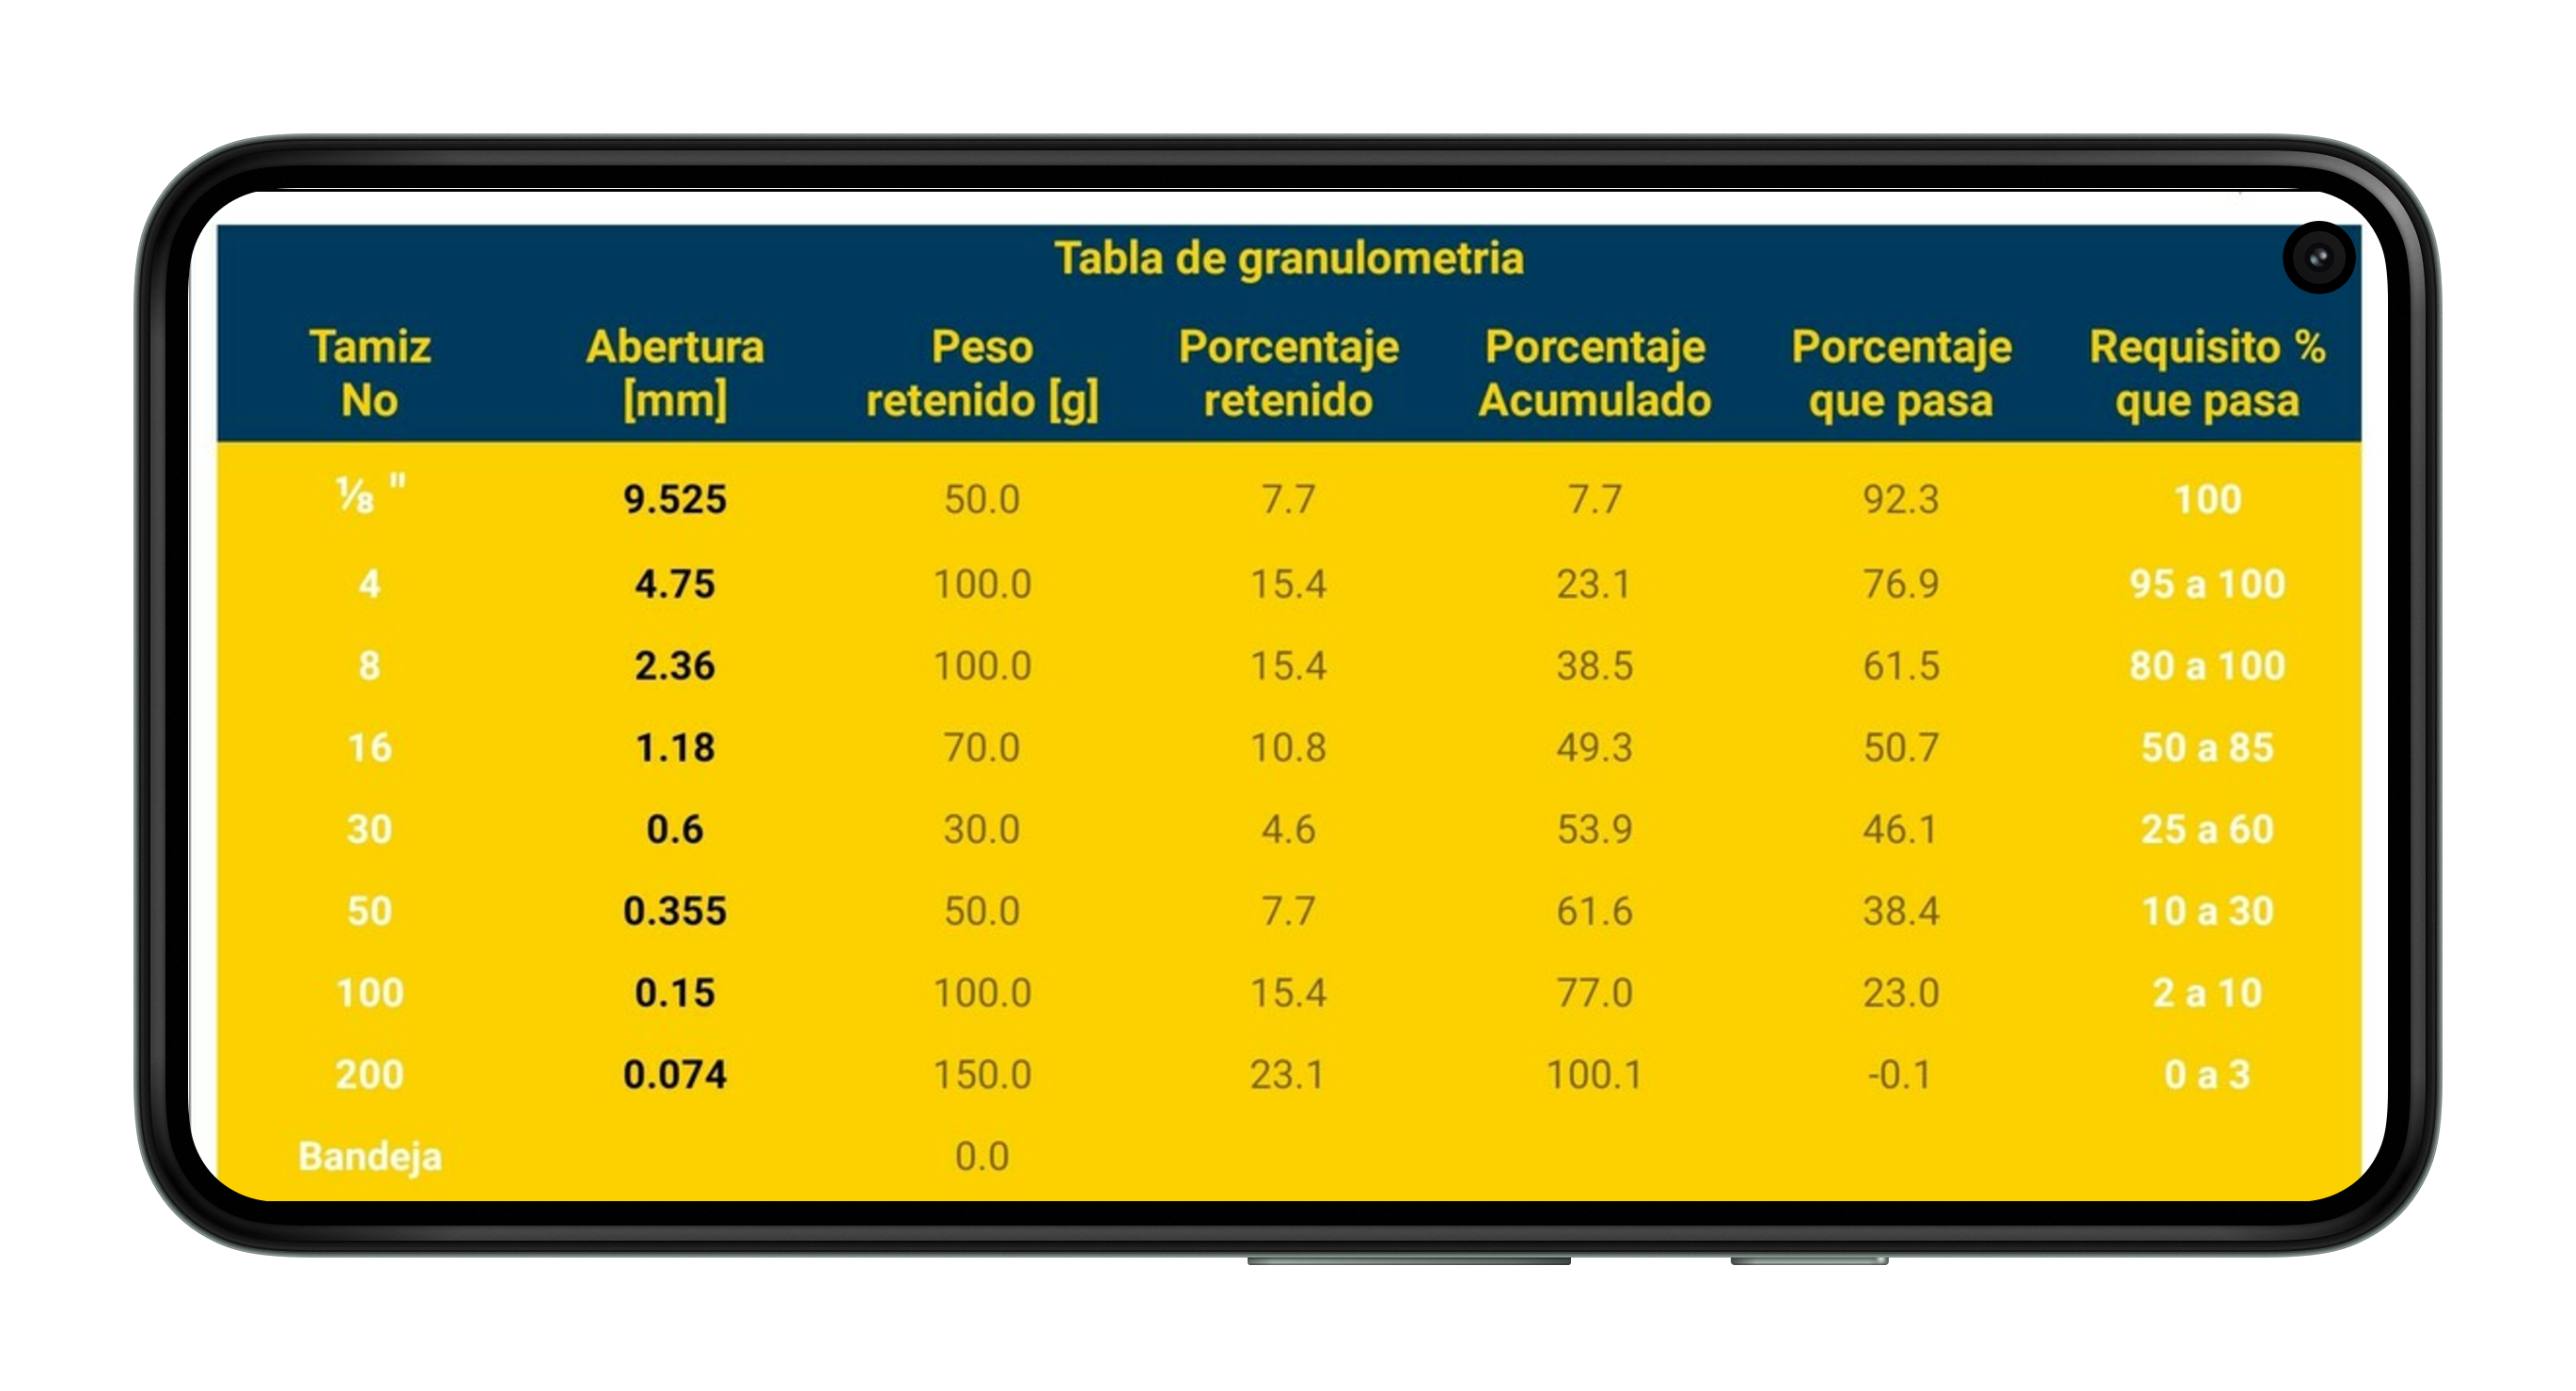 Tabla de granulometria
Tamiz No Abertura [mm] Peso retenido [g] Porcentaje retenido Porcentaje Acumulado Porcentaje que pasa Requisito % que pasa
⅛ " 9.525 50.0 7.7 7.7 92.3 100
4 4.75 100.0 15.4 23.1 76.9 95 a 100
8 2.36 100.0 15.4 38.5 61.5 80 a 100
16 1.18 70.0 10.8 49.3 50.7 50 a 85
30 0.6 30.0 4.6 53.9 46.1 25 a 60
50 0.355 50.0 7.7 61.6 38.4 10 a 30
100 0.15 100.0 15.4 77.0 23.0 2 a 10
200 0.074 150.0 23.1 100.1 -0.1 0 a 3
Bandeja 0.0